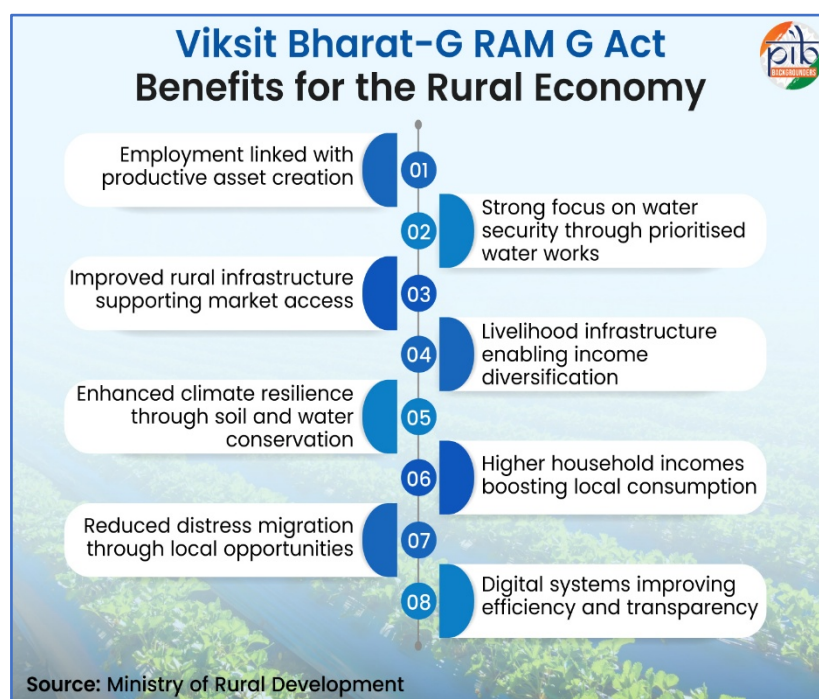 Viksit Bharat-G RAM G Act
Benefits for the Rural Economy
pib
BACKGROUNDERS
Employment linked with
productive asset creation
01
02
Strong focus on water
security through prioritised
water works
Improved rural infrastructure
supporting market access
03
04
Livelihood infrastructure
enabling income
diversification
Enhanced climate resilience
through soil and water
conservation
05
06
Higher household incomes
boosting local consumption
Reduced distress migration
through local opportunities
07
08
Digital systems improving
efficiency and transparency
Source: Ministry of Rural Development